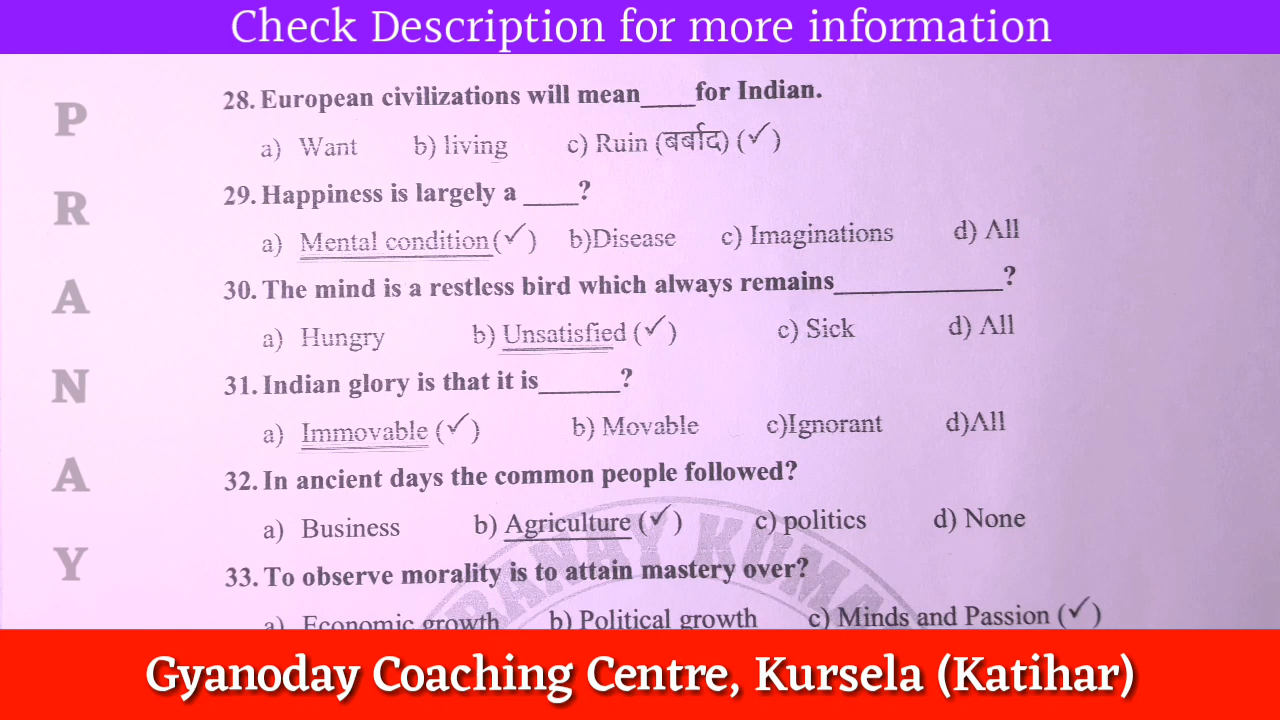 Check Description for more information
P
R
A
N
A
Y
28. European civilizations will mean____for Indian.
a) Want b) living c) Ruin (बर्बाद) (✓)
29. Happiness is largely a ____?
a) Mental condition(✓) b)Disease c) Imaginations d) All
30. The mind is a restless bird which always remains____________?
a) Hungry b) Unsatisfied (✓) c) Sick d) All
31. Indian glory is that it is______?
a) Immovable (✓) b) Movable c)Ignorant d)All
32. In ancient days the common people followed?
a) Business b) Agriculture (✓) c) politics d) None
33. To observe morality is to attain mastery over?
a) Economic growth b) Political growth c) Minds and Passion (✓)
PRANAY KUMA
Gyanoday Coaching Centre, Kursela (Katihar)